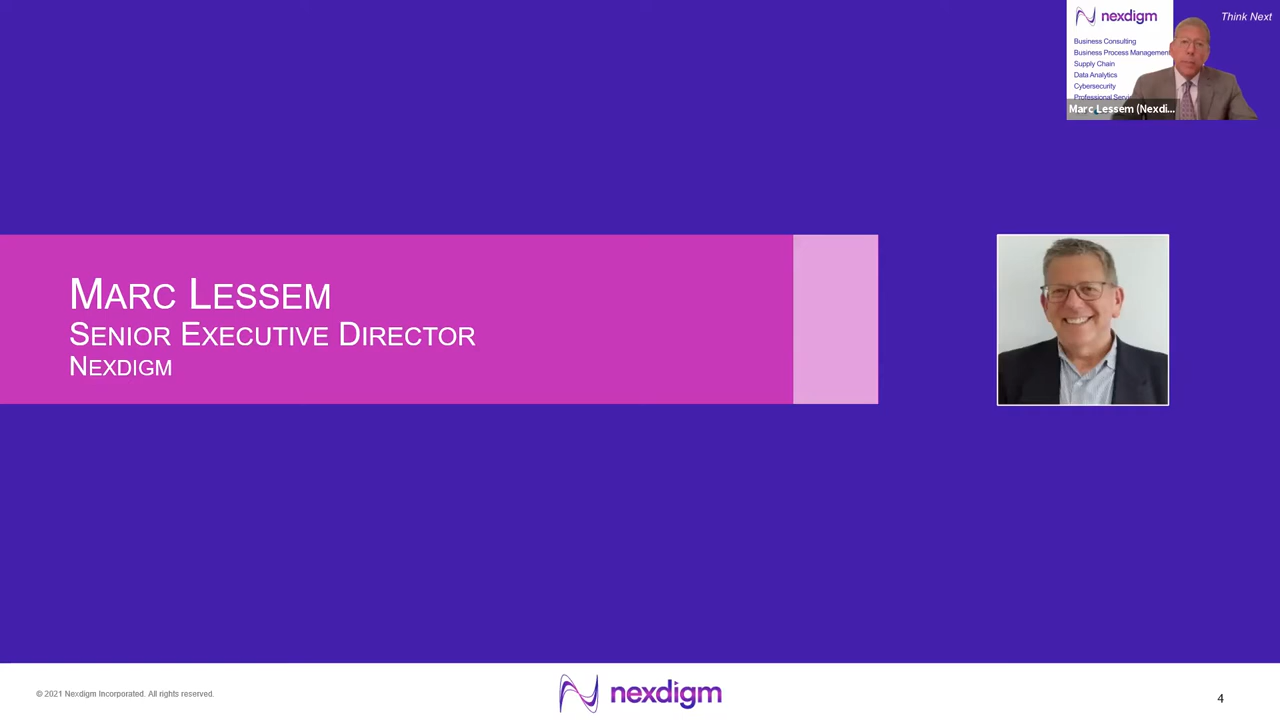 nexdigm
Think Next
Business Consulting
Business Process Management
Supply Chain
Data Analytics
Cybersecurity
Marc Lessem (Nexdi...
MARC LESSEM
SENIOR EXECUTIVE DIRECTOR
NEXDIGM
© 2021 Nexdigm Incorporated. All rights reserved.
nexdigm
4